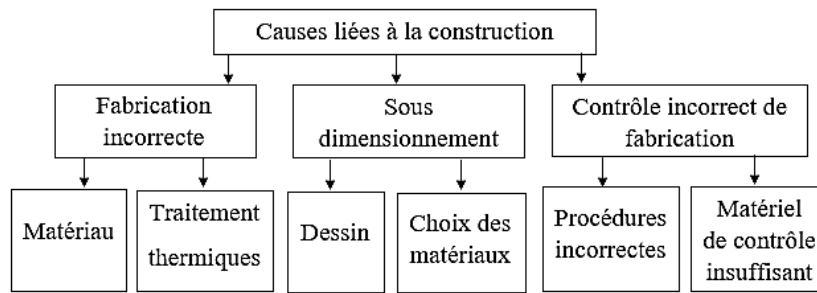 Causes liées à la construction
Fabrication
incorrecte
Sous
dimensionnement
Contrôle incorrect de
fabrication
Matériau
Traitement
thermiques
Dessin
Choix des
matériaux
Procédures
incorrectes
Matériel
de contrôle
insuffisant